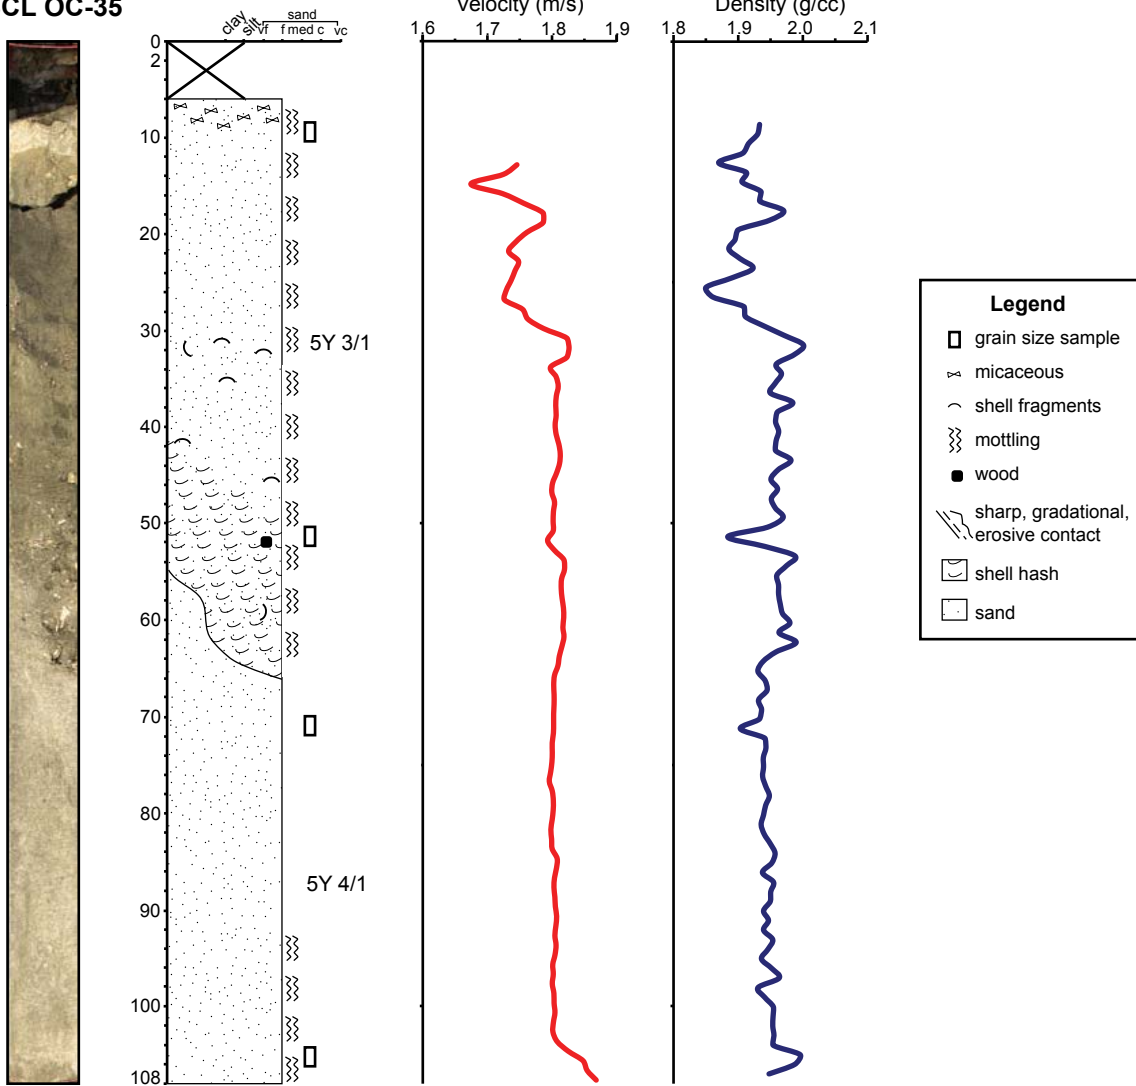 CL OC-35
clay silt sand
vf f med c vc
Velocity (m/s)
1.6 1.7 1.8 1.9
Density (g/cc)
1.8 1.9 2.0 2.1
0
2
10
20
30
40
50
60
70
80
90
100
108
5Y 3/1
5Y 4/1
Legend
grain size sample
micaceous
shell fragments
mottling
wood
sharp, gradational,
erosive contact
shell hash
sand